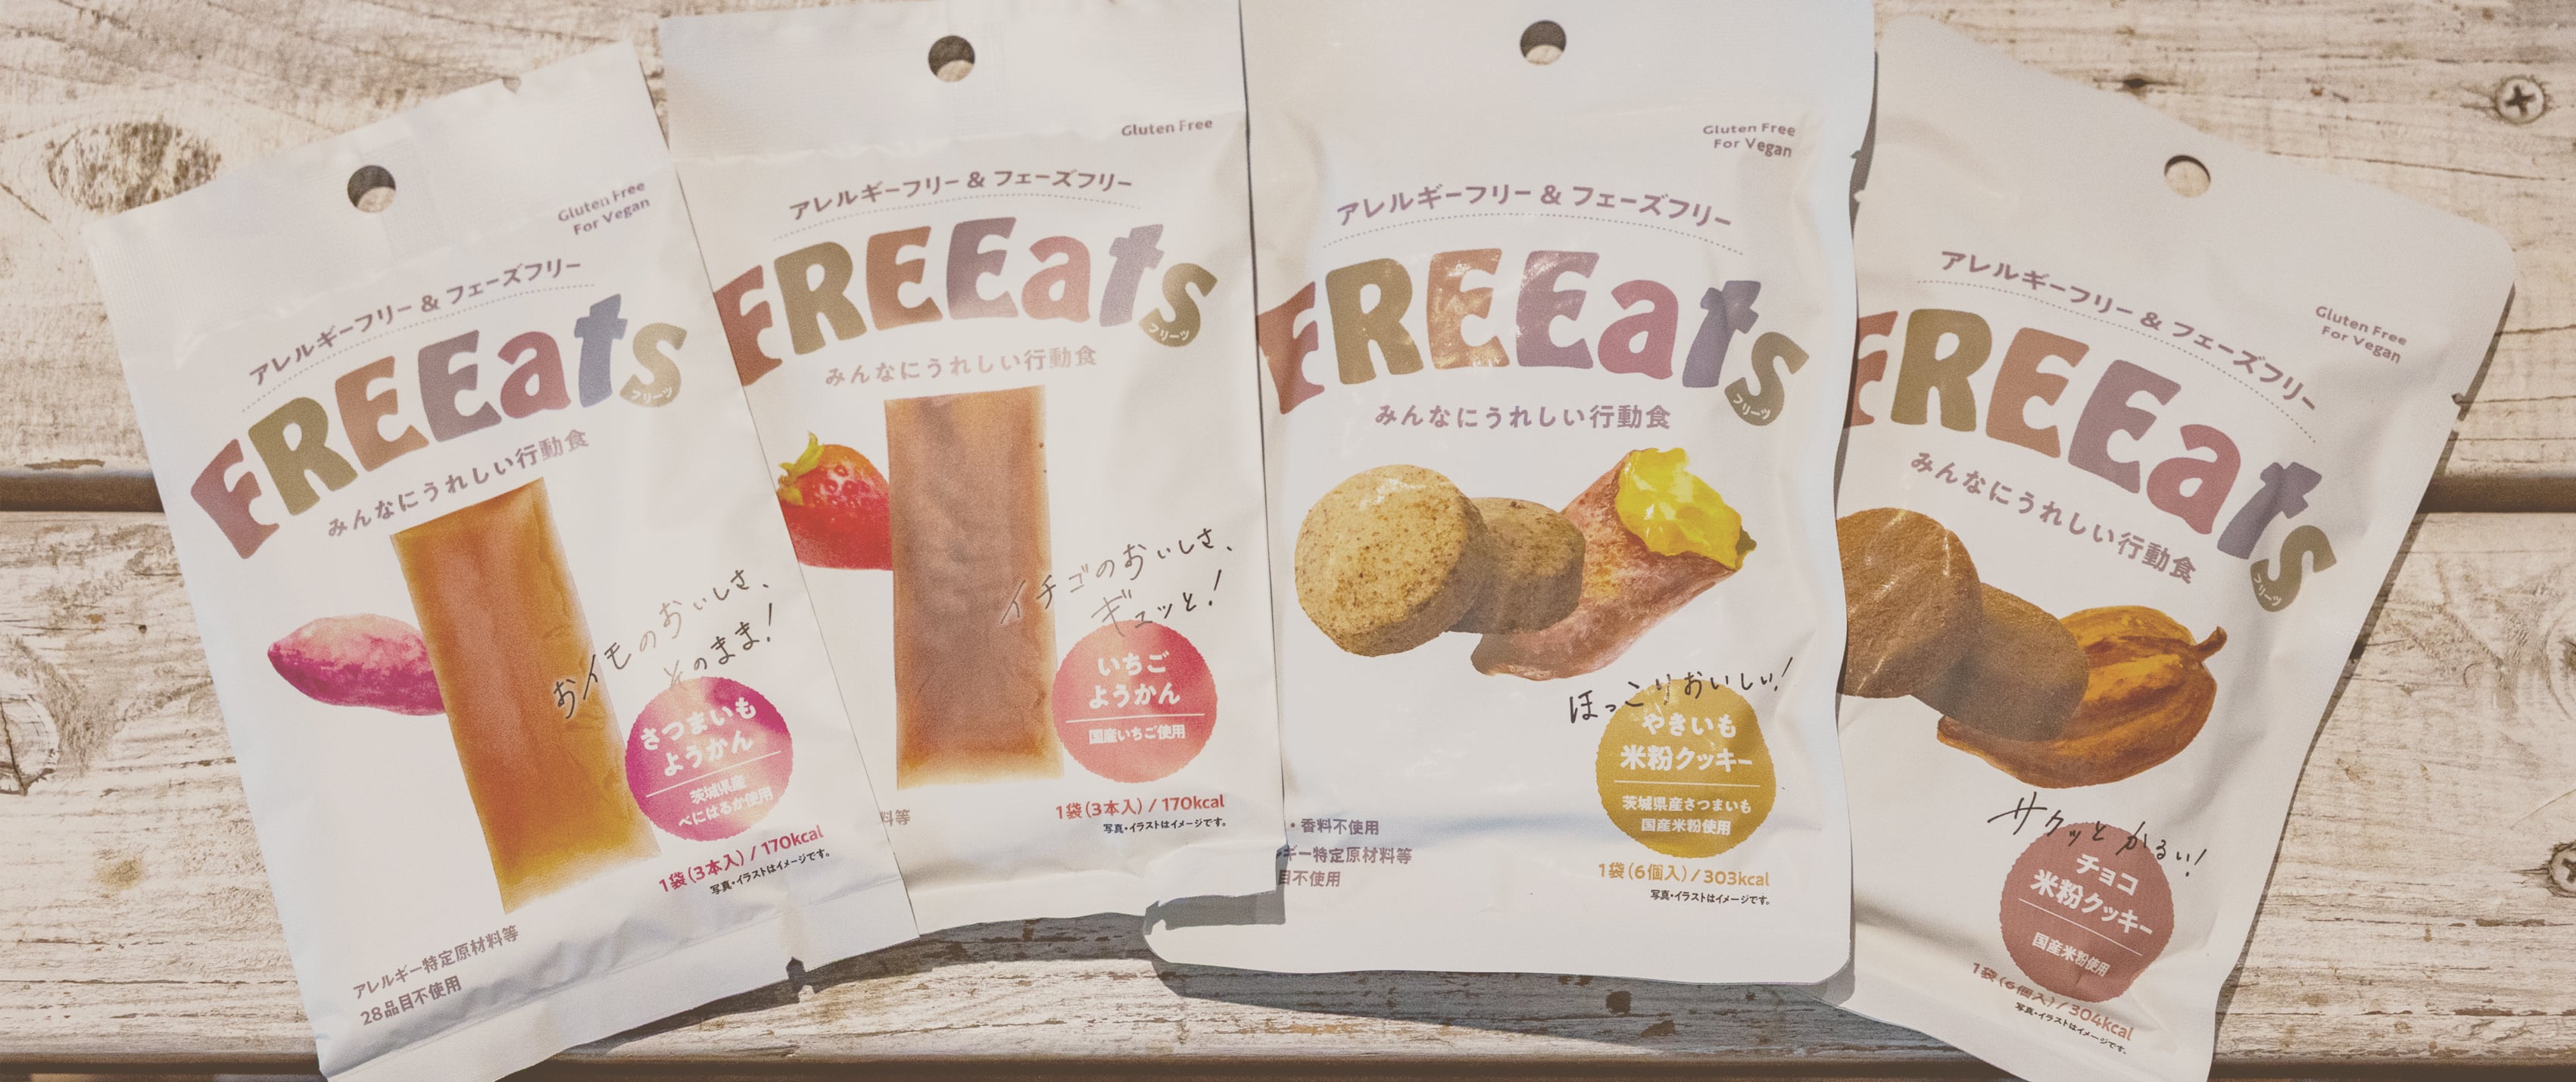 Gluten Free
For Vegan
アレルギーフリー & フェーズフリー
FREEats
フリーツ
みんなにうれしい行動食
おイモのおいしさ、
そのまま!
さつまいも
ようかん
茨城県産
べにはるか使用
1袋(3本入) / 170kcal
写真・イラストはイメージです。
アレルギー特定原材料等
28品目不使用
Gluten Free
アレルギーフリー & フェーズフリー
FREEats
フリーツ
みんなにうれしい行動食
イチゴのおいしさ、
ギュッと!
いちご
ようかん
国産いちご使用
1袋(3本入) / 170kcal
写真・イラストはイメージです。
料等
Gluten Free
For Vegan
アレルギーフリー & フェーズフリー
FREEats
フリーツ
みんなにうれしい行動食
ほっこりおいしい!
やきいも
米粉クッキー
茨城県産さつまいも
国産米粉使用
1袋(6個入) / 303kcal
写真・イラストはイメージです。
・香料不使用
ギー特定原材料等
目不使用
Gluten Free
For Vegan
アレルギーフリー & フェーズフリー
FREEats
フリーツ
みんなにうれしい行動食
サクッとかるい!
チョコ
米粉クッキー
国産米粉使用
1袋(6個入) / 304kcal
写真・イラストはイメージです。